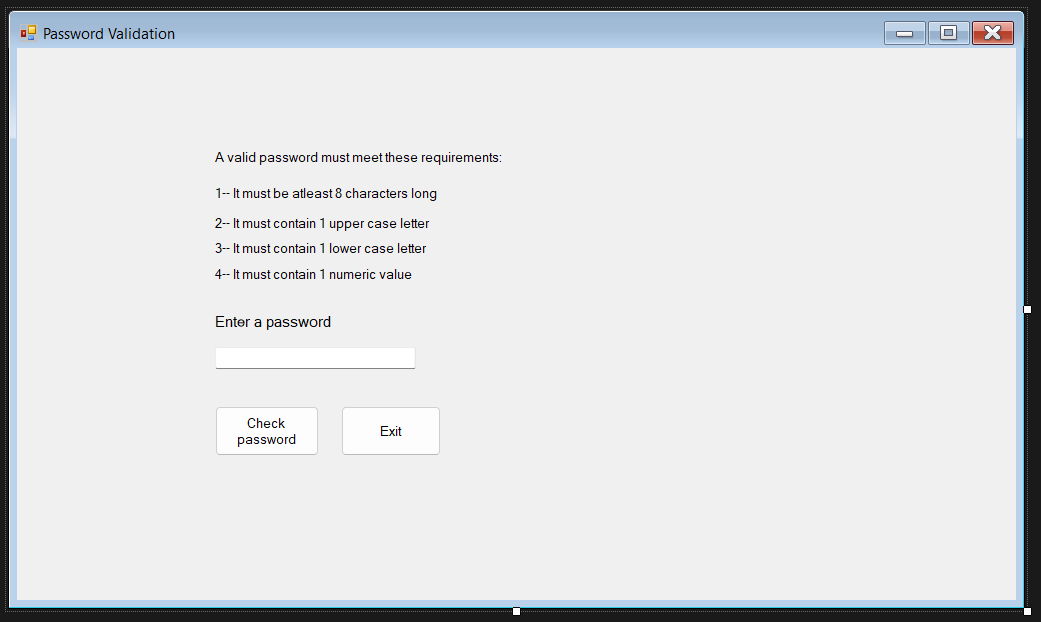 Password Validation
A valid password must meet these requirements:
1-- It must be atleast 8 characters long
2-- It must contain 1 upper case letter
3-- It must contain 1 lower case letter
4-- It must contain 1 numeric value
Enter a password
Check
password
Exit